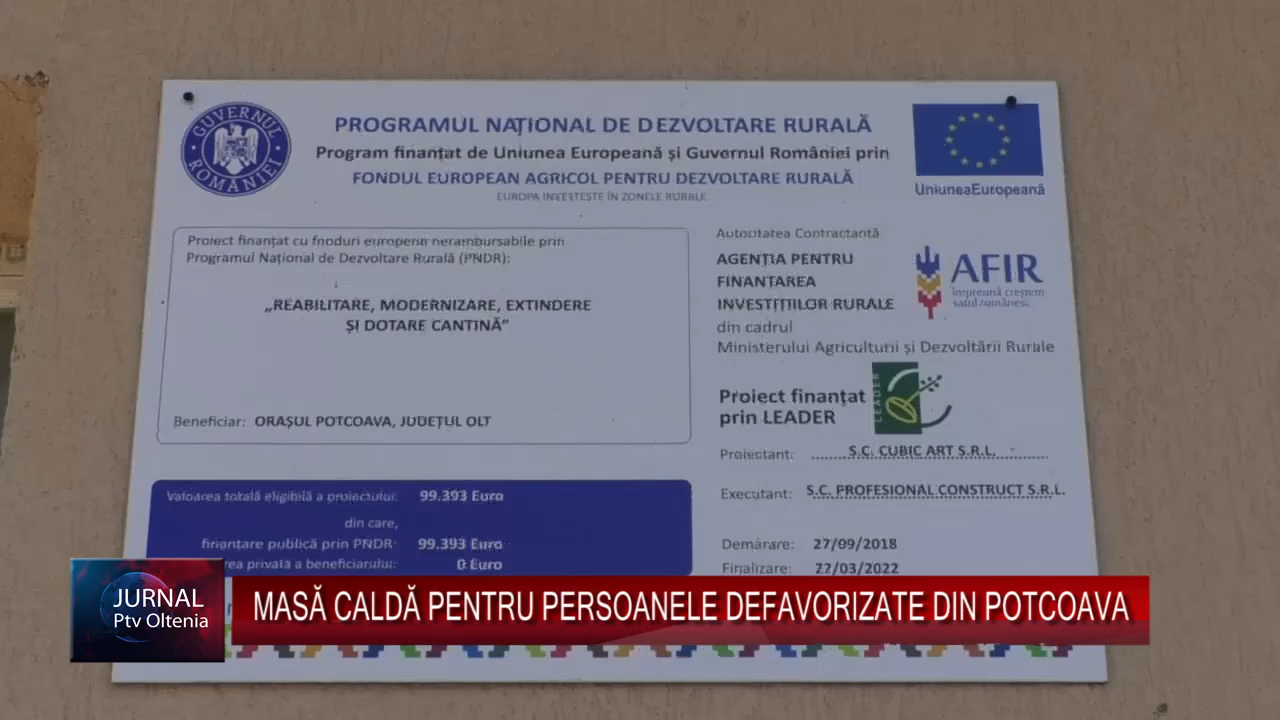 GUVERNUL ROMÂNIEI
PROGRAMUL NAȚIONAL DE DEZVOLTARE RURALĂ
Program finanțat de Uniunea Europeană și Guvernul României prin
FONDUL EUROPEAN AGRICOL PENTRU DEZVOLTARE RURALĂ
EUROPA INVESTEȘTE ÎN ZONELE RURALE.
UniuneaEuropeană
Proiect finanțat cu fnoduri europene nerambursabile prin
Programul Național de Dezvoltare Rurală (PNDR):
„REABILITARE, MODERNIZARE, EXTINDERE
ȘI DOTARE CANTINĂ”
Beneficiar: ORAȘUL POTCOAVA, JUDEȚUL OLT
Autoritatea Contractantă
AGENȚIA PENTRU
FINANȚAREA
INVESTIȚIILOR RURALE
din cadrul
Ministerului Agriculturii și Dezvoltării Rurale
AFIR
împreună creștem
satul românesc
Proiect finanțat
prin LEADER
LEADER
Proiectant: S.C. CUBIC ART S.R.L.
Executant: S.C. PROFESIONAL CONSTRUCT S.R.L.
Demarare: 27/09/2018
Finalizare: 22/03/2022
Valoarea totală eligibilă a proiectului: 99.393 Euro
din care,
finanțare publică prin PNDR: 99.393 Euro
privată a beneficiarului: 0 Euro
JURNAL
Ptv Oltenia
MASĂ CALDĂ PENTRU PERSOANELE DEFAVORIZATE DIN POTCOAVA